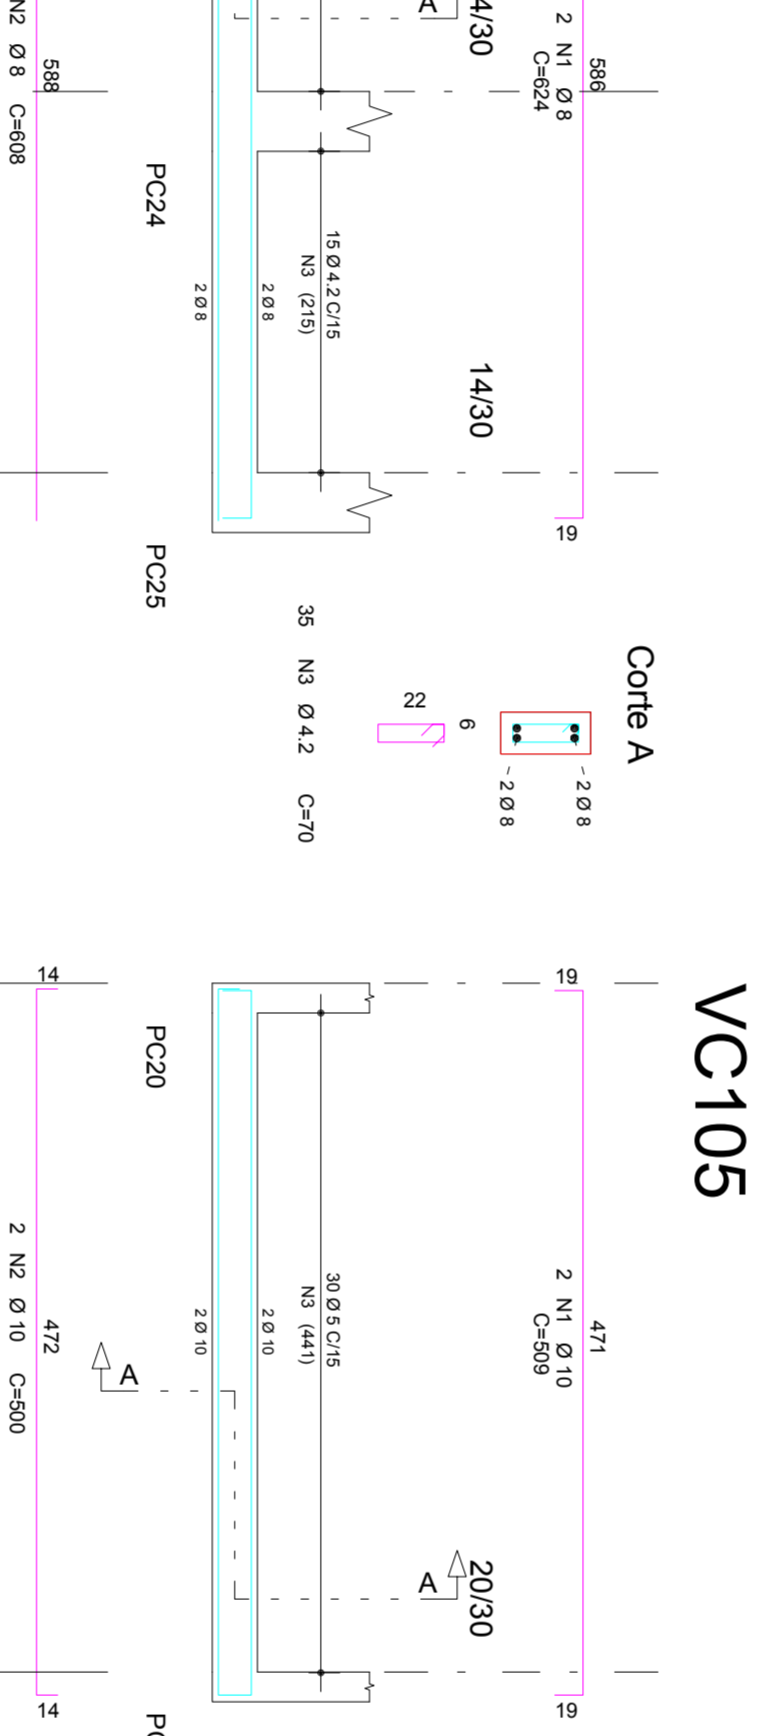 586
2 N1 Ø 8
C=624
4/30
A
588
N2 Ø 8 C=608
PC24
15 Ø 4.2 C/15
N3 (215)
2 Ø 8
2 Ø 8
14/30
19
PC25
Corte A
2 Ø 8
2 Ø 8
6
22
35 N3 Ø 4.2 C=70
VC105
19
471
2 N1 Ø 10
C=509
19
20/30
A
30 Ø 5 C/15
N3 (441)
2 Ø 10
2 Ø 10
PC20
A
14
472
2 N2 Ø 10 C=500
14